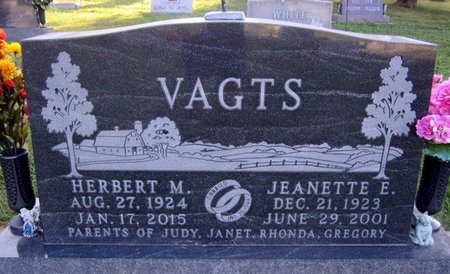 WHITE
VAGTS
HERBERT M.
AUG. 27, 1924
JAN. 17, 2015
JEANETTE E.
DEC. 21, 1923
JUNE 29, 2001
PARENTS OF JUDY, JANET, RHONDA, GREGORY